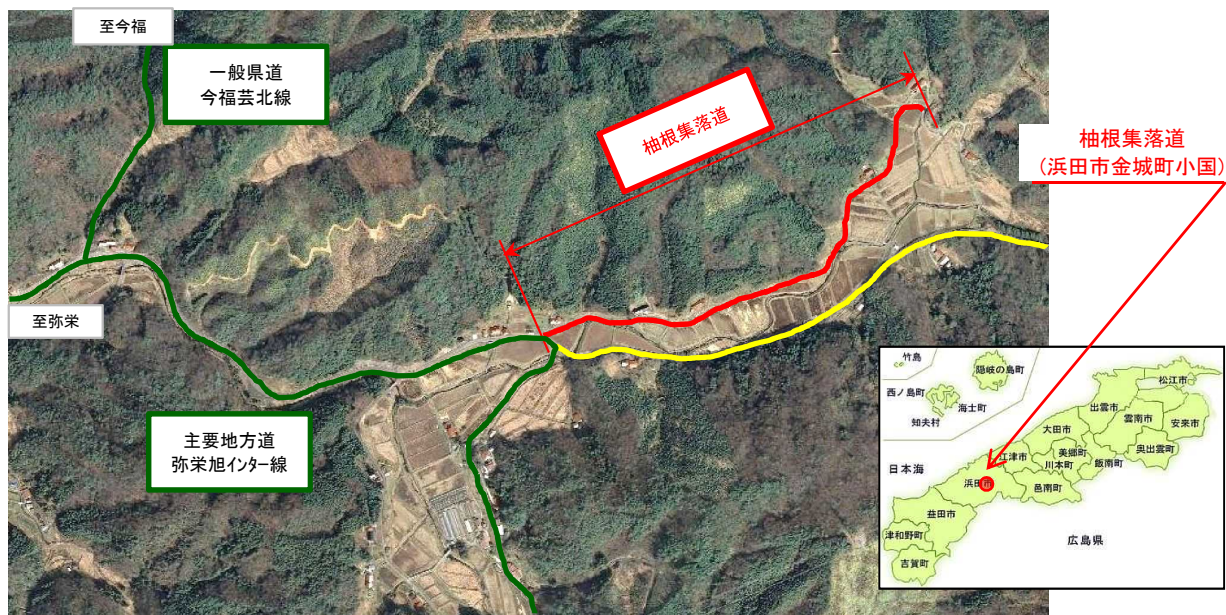 至今福
一般県道
今福芸北線
柚根集落道
柚根集落道
(浜田市金城町小国)
至弥栄
主要地方道
弥栄旭インター線
竹島
隠岐の島町
西ノ島町
海士町
知夫村
松江市
出雲市
雲南市
安来市
大田市
奥出雲町
美郷町
飯南町
江津市
川本町
日本海
浜田市
邑南町
益田市
津和野町
広島県
吉賀町